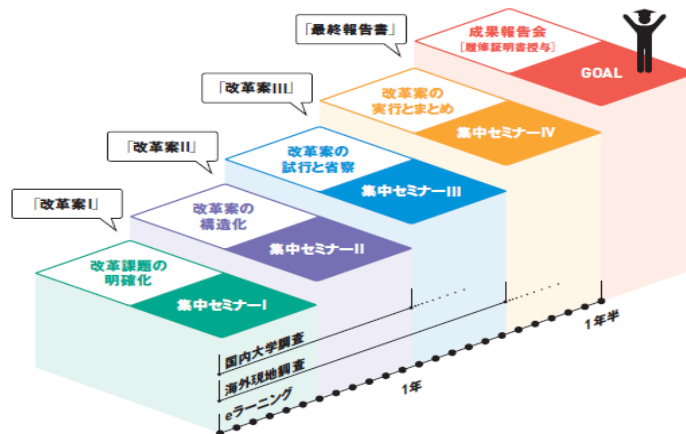 「最終報告書」
成果報告会
[履修証明書授与]
GOAL
「改革案III」
改革案の
実行とまとめ
集中セミナーIV
「改革案II」
改革案の
試行と省察
集中セミナーIII
「改革案I」
改革案の
構造化
集中セミナーII
改革課題の
明確化
集中セミナーI
国内大学調査
海外現地調査
eラーニング
1年
1年半